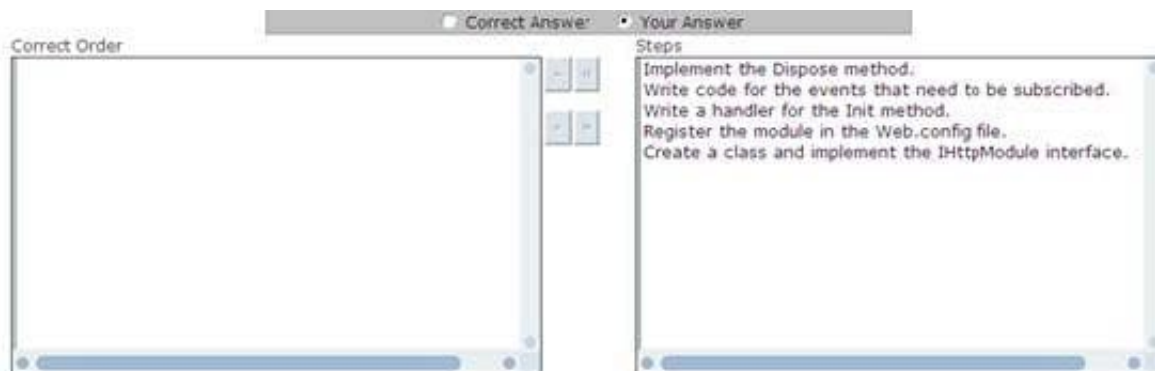 Correct Answer Your Answer
Correct Order
Steps
Implement the Dispose method.
Write code for the events that need to be subscribed.
Write a handler for the Init method.
Register the module in the Web.config file.
Create a class and implement the IHttpModule interface.